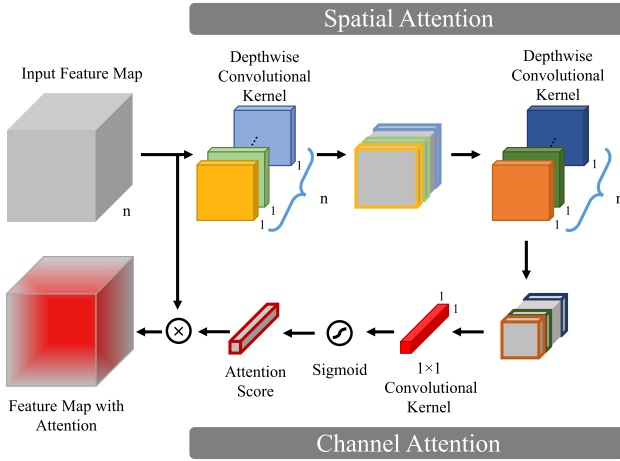 Spatial Attention
Input Feature Map
Depthwise
Convolutional
Kernel
Depthwise
Convolutional
Kernel
n
1
1
1
n
1
1
1
1
1
Attention
Score
Sigmoid
1×1
Convolutional
Kernel
Feature Map with
Attention
Channel Attention